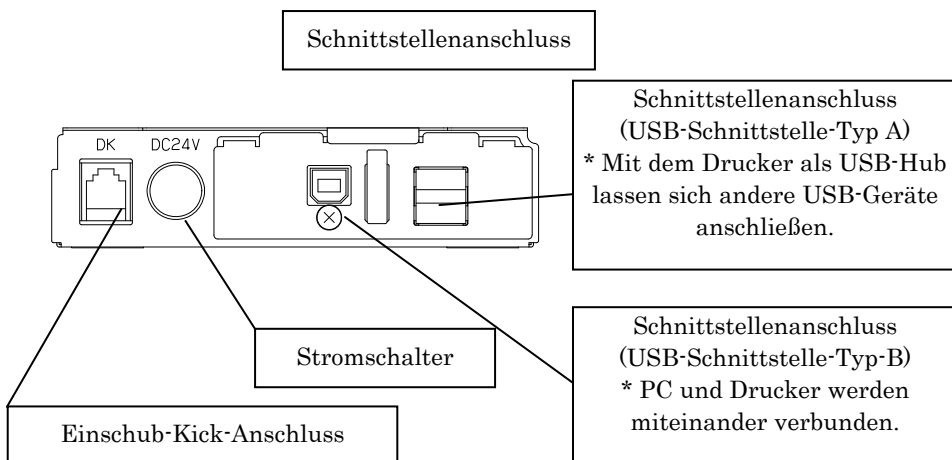 Schnittstellenanschluss
Schnittstellenanschluss
(USB-Schnittstelle-Typ A)
* Mit dem Drucker als USB-Hub
lassen sich andere USB-Geräte
anschließen.
DK DC24V
Schnittstellenanschluss
(USB-Schnittstelle-Typ-B)
* PC und Drucker werden
miteinander verbunden.
Stromschalter
Einschub-Kick-Anschluss